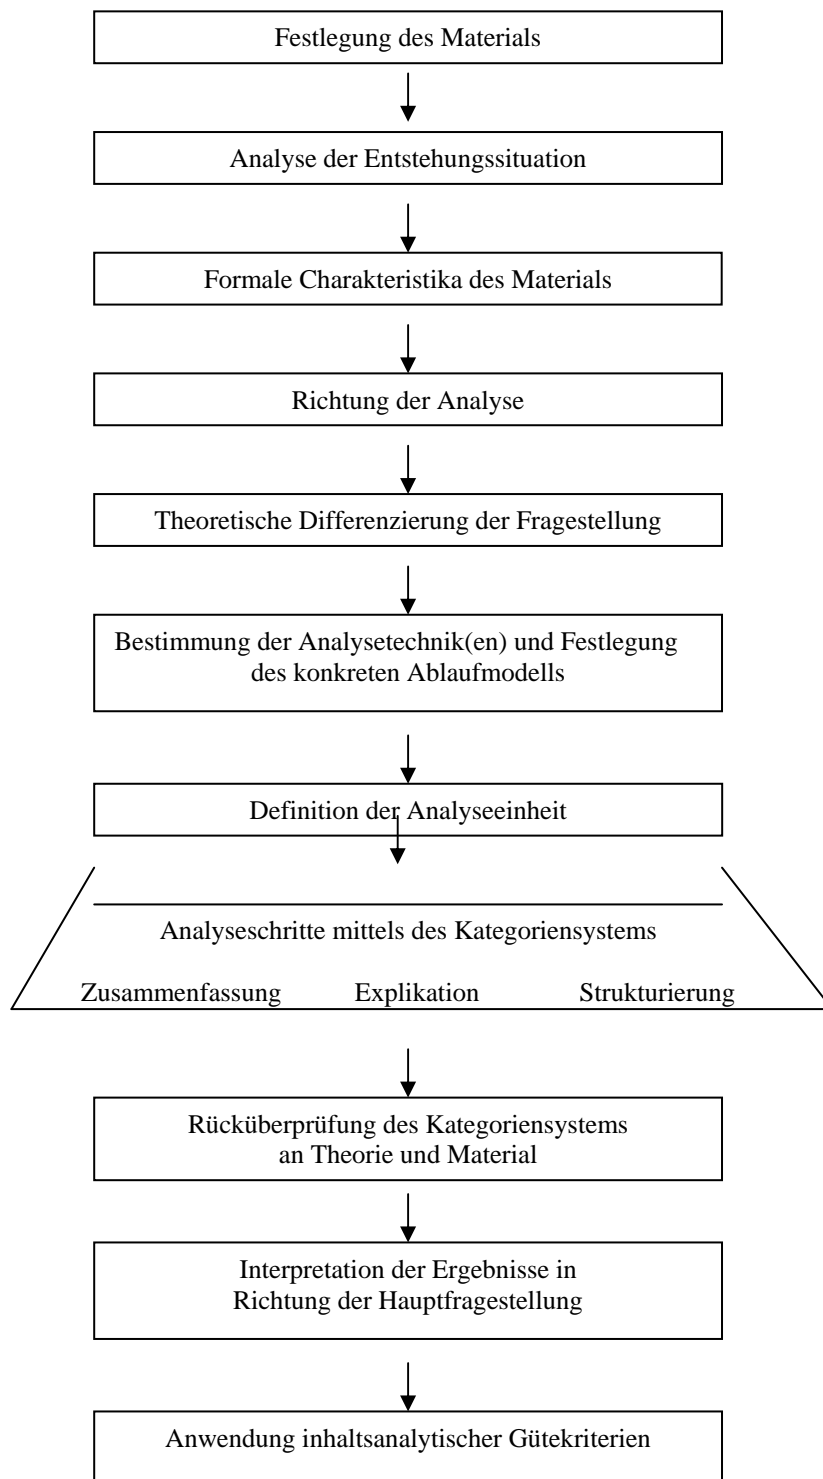 Festlegung des Materials
Analyse der Entstehungssituation
Formale Charakteristika des Materials
Richtung der Analyse
Theoretische Differenzierung der Fragestellung
Bestimmung der Analysetechnik(en) und Festlegung
des konkreten Ablaufmodells
Definition der Analyseeinheit
Analyseschritte mittels des Kategoriensystems
Zusammenfassung Explikation Strukturierung
Rücküberprüfung des Kategoriensystems
an Theorie und Material
Interpretation der Ergebnisse in
Richtung der Hauptfragestellung
Anwendung inhaltsanalytischer Gütekriterien